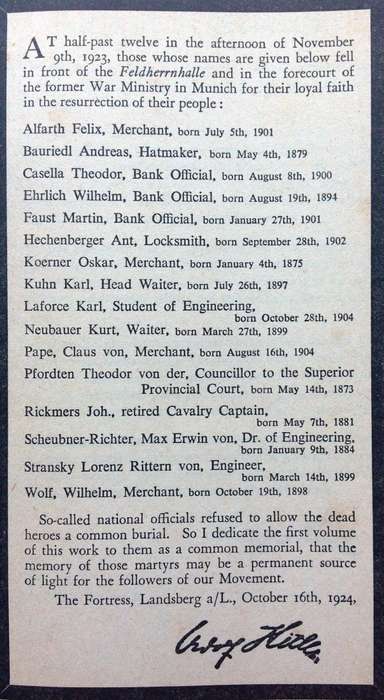 AT half-past twelve in the afternoon of November
9th, 1923, those whose names are given below fell
in front of the Feldherrnhalle and in the forecourt of
the former War Ministry in Munich for their loyal faith
in the resurrection of their people :
Alfarth Felix, Merchant, born July 5th, 1901
Bauriedl Andreas, Hatmaker, born May 4th, 1879
Casella Theodor, Bank Official, born August 8th, 1900
Ehrlich Wilhelm, Bank Official, born August 19th, 1894
Faust Martin, Bank Official, born January 27th, 1901
Hechenberger Ant, Locksmith, born September 28th, 1902
Koerner Oskar, Merchant, born January 4th, 1875
Kuhn Karl, Head Waiter, born July 26th, 1897
Laforce Karl, Student of Engineering,
born October 28th, 1904
Neubauer Kurt, Waiter, born March 27th, 1899
Pape, Claus von, Merchant, born August 16th, 1904
Pfordten Theodor von der, Councillor to the Superior
Provincial Court, born May 14th, 1873
Rickmers Joh., retired Cavalry Captain,
born May 7th, 1881
Scheubner-Richter, Max Erwin von, Dr. of Engineering,
born January 9th, 1884
Stransky Lorenz Rittern von, Engineer,
born March 14th, 1899
Wolf, Wilhelm, Merchant, born October 19th, 1898
So-called national officials refused to allow the dead
heroes a common burial. So I dedicate the first volume
of this work to them as a common memorial, that the
memory of those martyrs may be a permanent source
of light for the followers of our Movement.
The Fortress, Landsberg a/L., October 16th, 1924,
Adolf Hitler